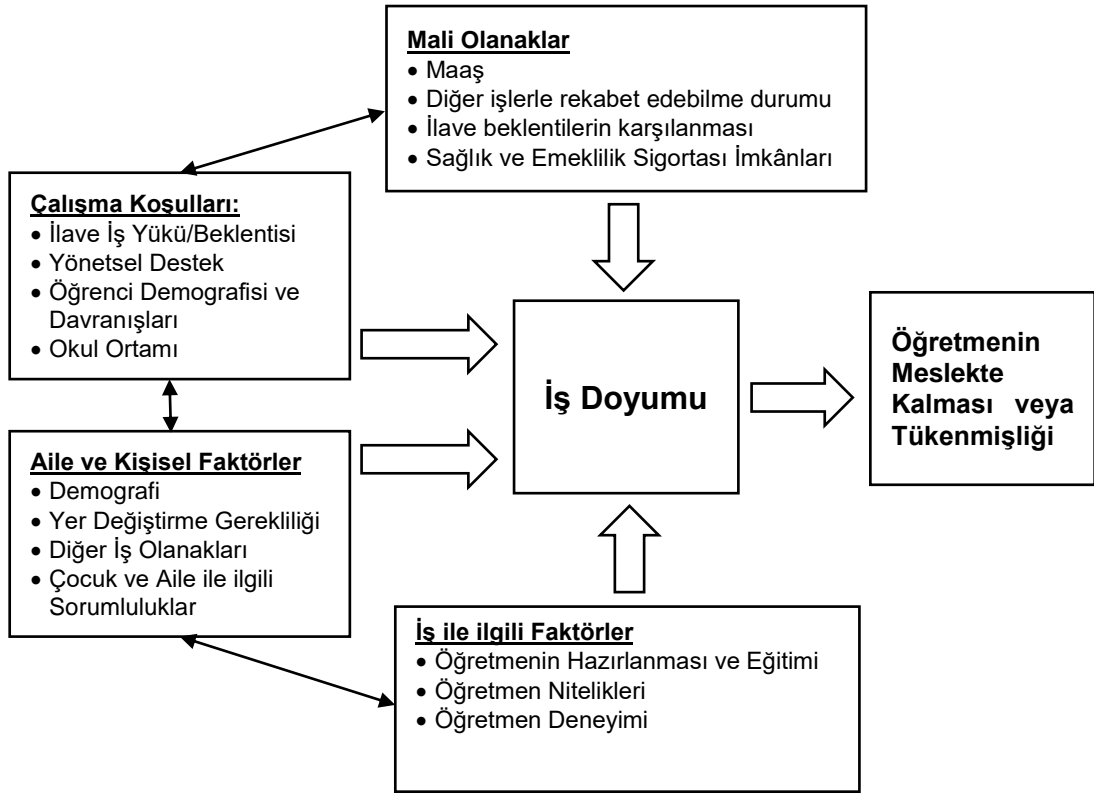 Mali Olanaklar
• Maaş
• Diğer işlerle rekabet edebilme durumu
• İlave beklentilerin karşılanması
• Sağlık ve Emeklilik Sigortası İmkânları
Çalışma Koşulları:
• İlave İş Yükü/Beklentisi
• Yönetsel Destek
• Öğrenci Demografisi ve
Davranışları
• Okul Ortamı
İş Doyumu
Öğretmenin
Meslekte
Kalması veya
Tükenmişliği
Aile ve Kişisel Faktörler
• Demografi
• Yer Değiştirme Gerekliliği
• Diğer İş Olanakları
• Çocuk ve Aile ile ilgili
Sorumluluklar
İş ile ilgili Faktörler
• Öğretmenin Hazırlanması ve Eğitimi
• Öğretmen Nitelikleri
• Öğretmen Deneyimi